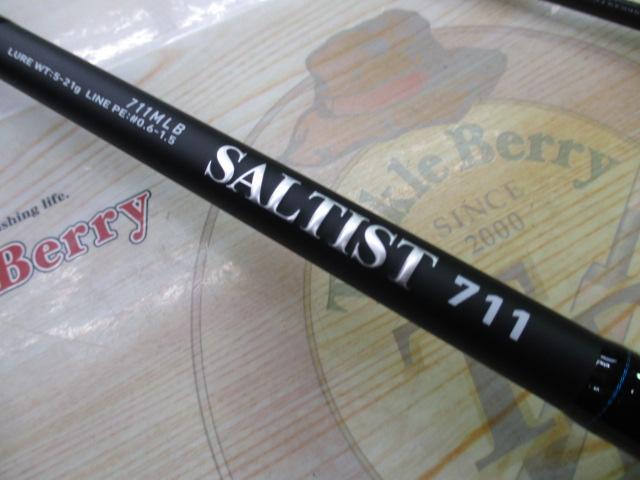 711MLB
LURE WT:5-21g LINE PE:#0.6-1.5
SALTIST 711
shing life.
Berry
kle Berry
SINCE
2000